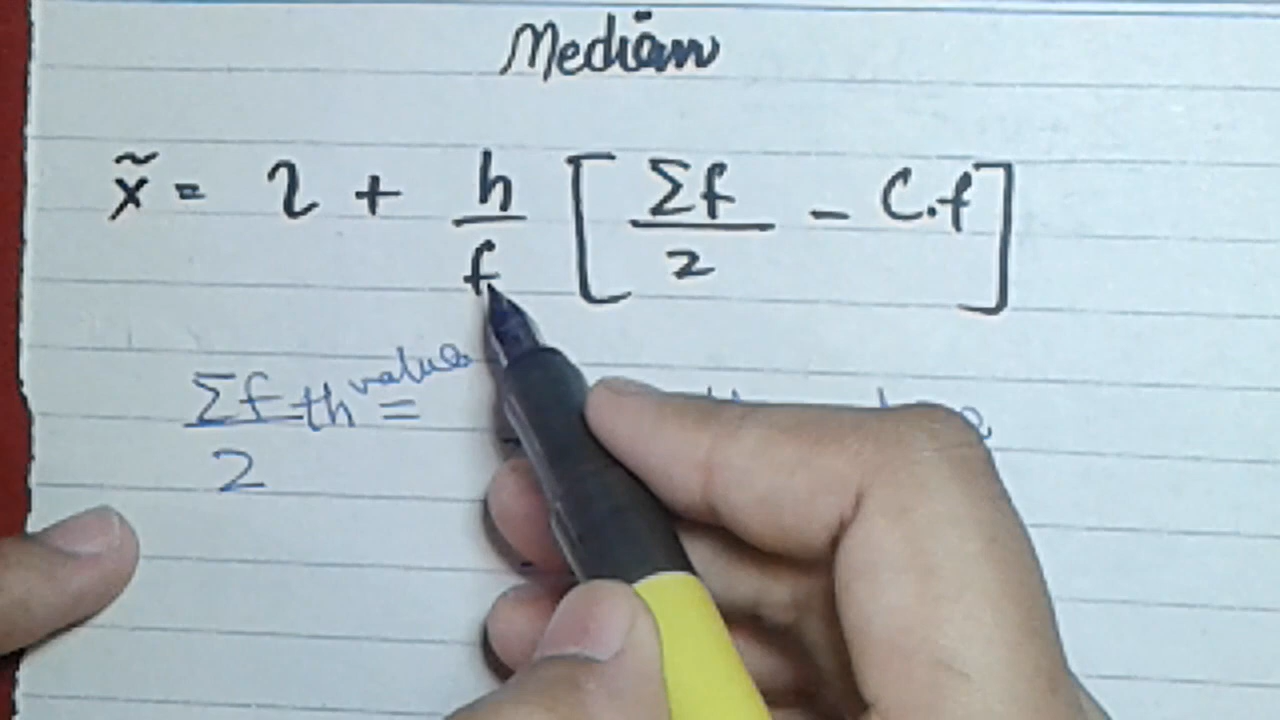 Median
x̃ = l + h/f [ Σf/2 - C.f ]
Σf/2 th value =